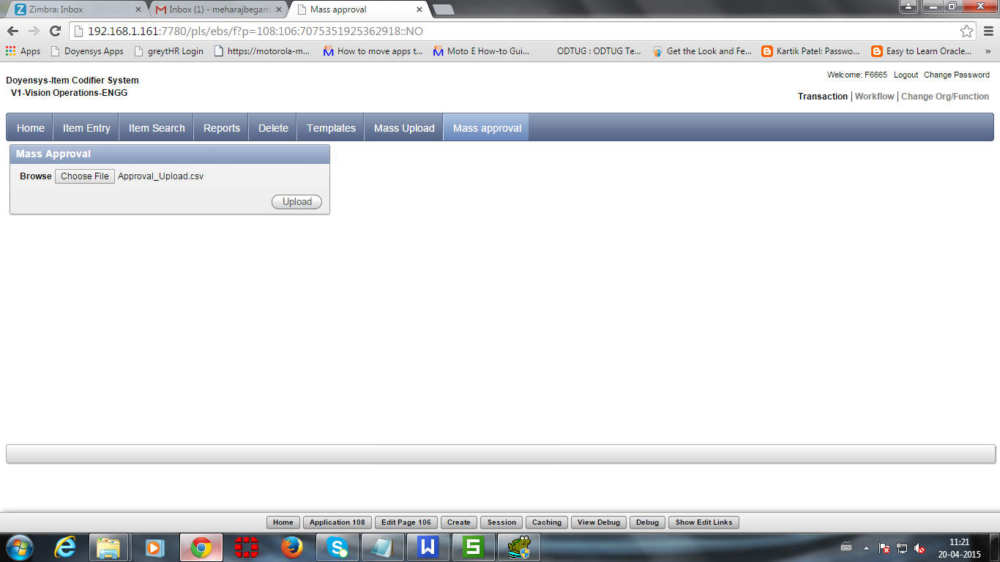 Zimbra: Inbox
Inbox (1) - meharajbegam
Mass approval
192.168.1.161:7780/pls/ebs/f?p=108:106:7075351925362918::NO
Apps Doyensys Apps greytHR Login https://motorola-m... How to move apps t... Moto E How-to Gui... ODTUG : ODTUG Te... Get the Look and Fe... Kartik Patel: Passwo... Easy to Learn Oracle... »
Doyensys-Item Codifier System
V1-Vision Operations-ENGG
Welcome: F6665 Logout Change Password
Transaction | Workflow | Change Org/Function
Home Item Entry Item Search Reports Delete Templates Mass Upload Mass approval
Mass Approval
Browse Choose File Approval_Upload.csv
Upload
Home Application 108 Edit Page 106 Create Session Caching View Debug Debug Show Edit Links
11:21
20-04-2015